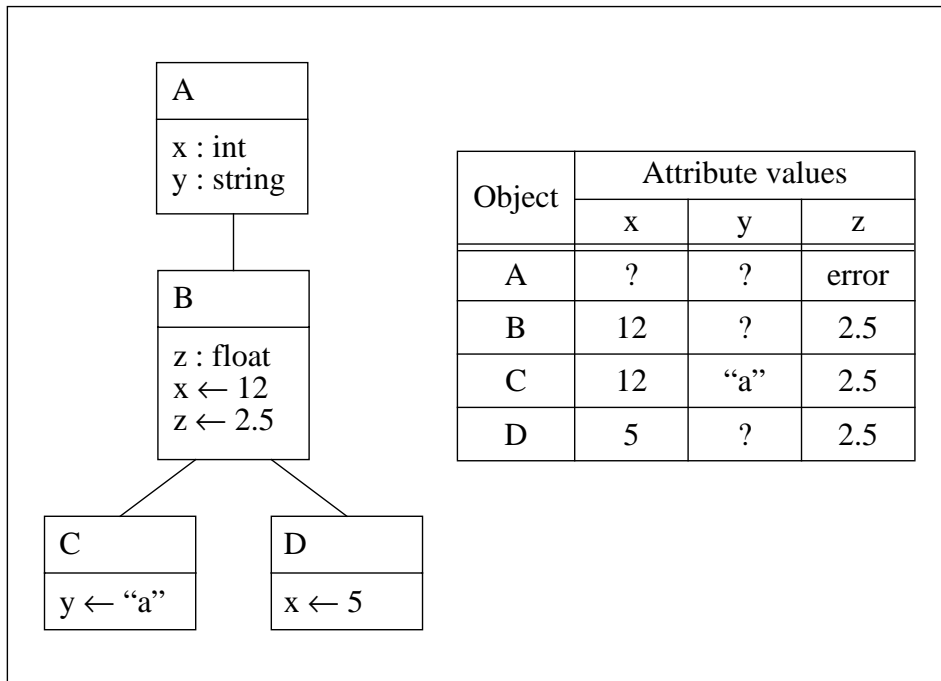 A
x : int
y : string
B
z : float
x ← 12
z ← 2.5
C
y ← “a”
D
x ← 5
Object Attribute values
x y z
A ? ? error
B 12 ? 2.5
C 12 “a” 2.5
D 5 ? 2.5